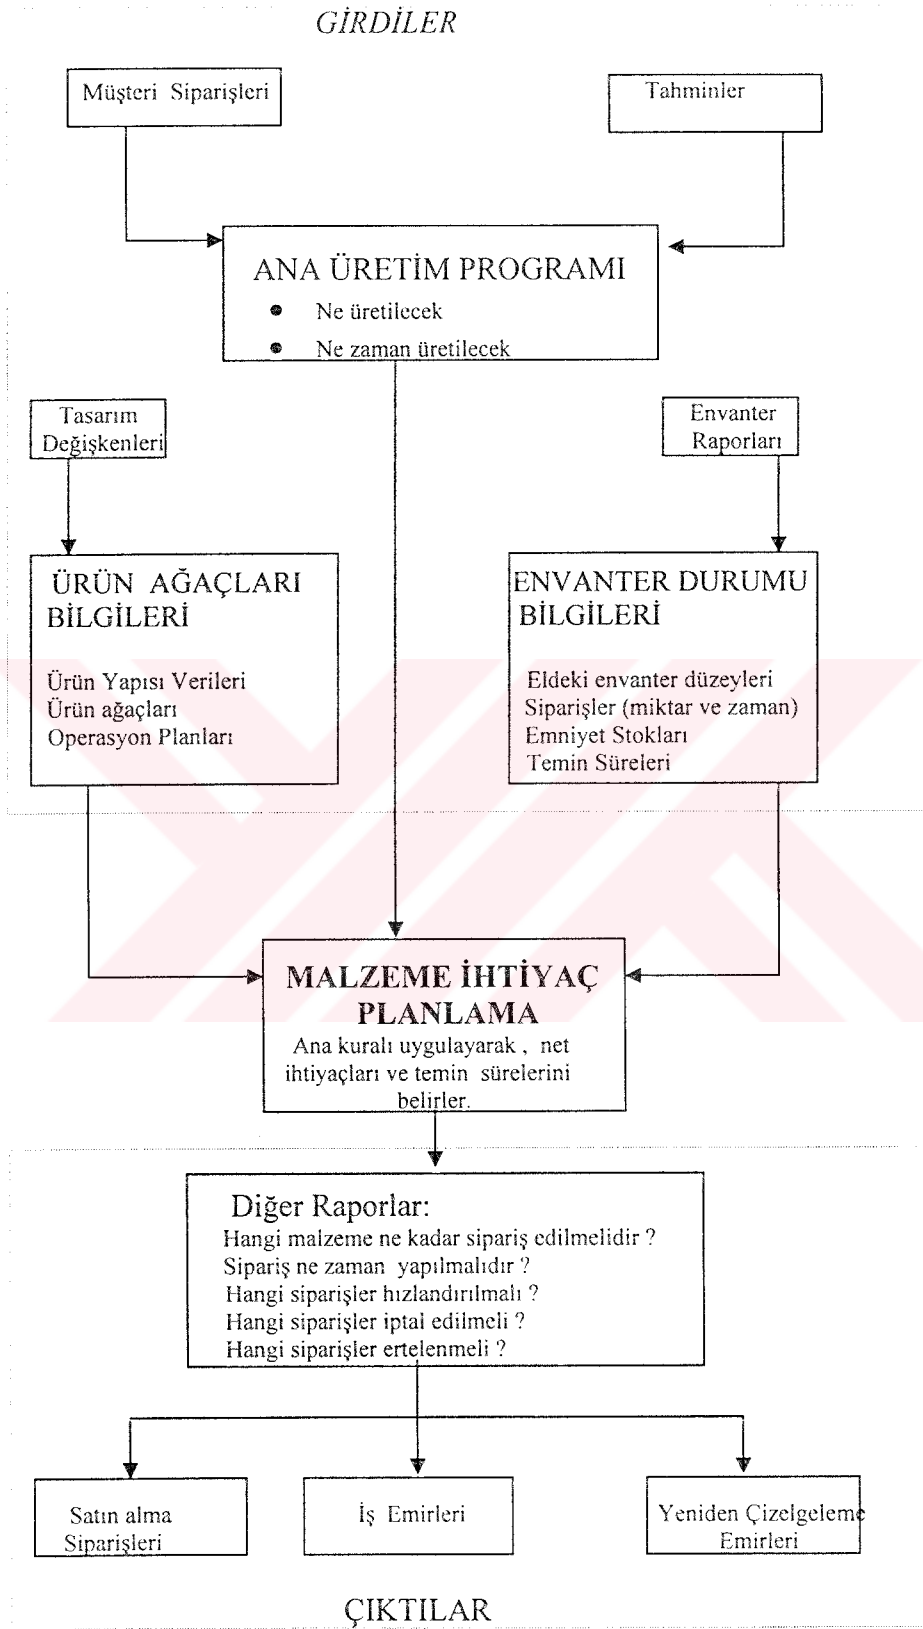 GİRDİLER
Müşteri Siparişleri
Tahminler
ANA ÜRETİM PROGRAMI
• Ne üretilecek
• Ne zaman üretilecek
Tasarım
Değişkenleri
Envanter
Raporları
ÜRÜN AĞAÇLARI
BİLGİLERİ
Ürün Yapısı Verileri
Ürün ağaçları
Operasyon Planları
ENVANTER DURUMU
BİLGİLERİ
Eldeki envanter düzeyleri
Siparişler (miktar ve zaman)
Emniyet Stokları
Temin Süreleri
MALZEME İHTİYAÇ
PLANLAMA
Ana kuralı uygulayarak , net
ihtiyaçları ve temin sürelerini
belirler.
Diğer Raporlar:
Hangi malzeme ne kadar sipariş edilmelidir ?
Sipariş ne zaman yapılmalıdır ?
Hangi siparişler hızlandırılmalı ?
Hangi siparişler iptal edilmeli ?
Hangi siparişler ertelenmeli ?
Satın alma
Siparişleri
İş Emirleri
Yeniden Çizelgeleme
Emirleri
ÇIKTILAR